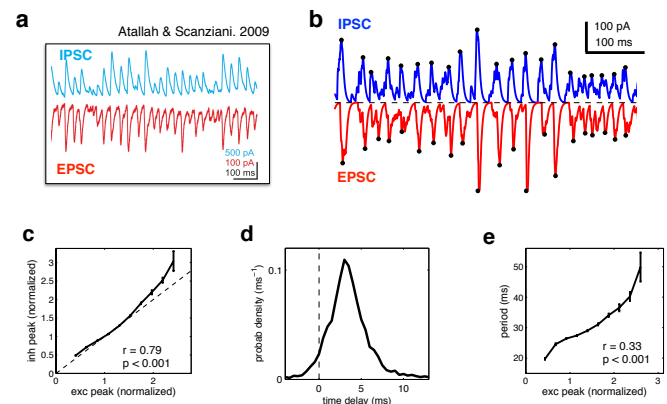 a
Atallah & Scanziani. 2009
IPSC
EPSC
500 pA
100 pA
100 ms
b
IPSC
100 pA
100 ms
EPSC
c
inh peak (normalized)
3
2.5
2
1.5
1
0.5
0
0 1 2
r = 0.79
p < 0.001
exc peak (normalized)
d
probab density (ms⁻¹)
0.1
0 5 10
time delay (ms)
e
period (ms)
50
40
30
20
0 1 2 3
r = 0.33
p < 0.001
exc peak (normalized)